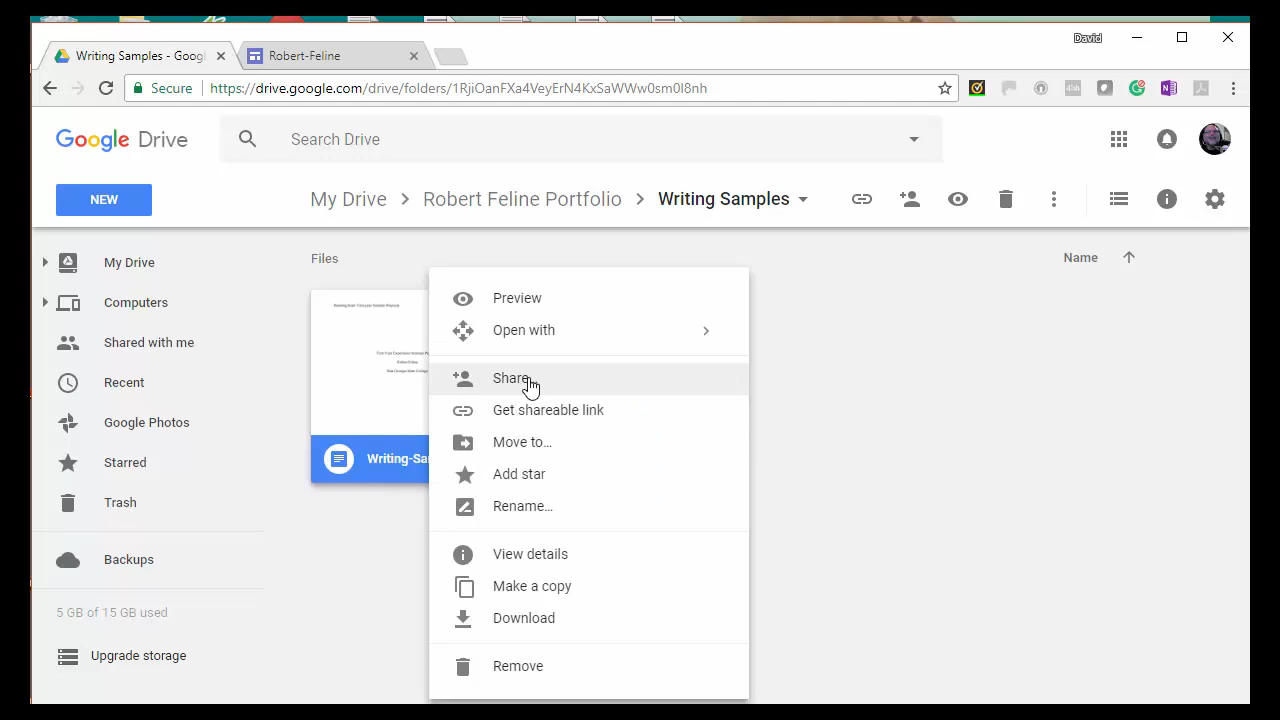 David
Writing Samples - Goog
Robert-Feline
Secure
https://drive.google.com/drive/folders/1RjiOanFXa4VeyErN4KxSaWWw0sm0l8nh
Google Drive
Search Drive
NEW
My Drive
Robert Feline Portfolio
Writing Samples
My Drive
Computers
Shared with me
Recent
Google Photos
Starred
Trash
Backups
5 GB of 15 GB used
Upgrade storage
Files
Name
Robert Feline
Writing-Sa
Preview
Open with
Share...
Get shareable link
Move to...
Add star
Rename...
View details
Make a copy
Download
Remove